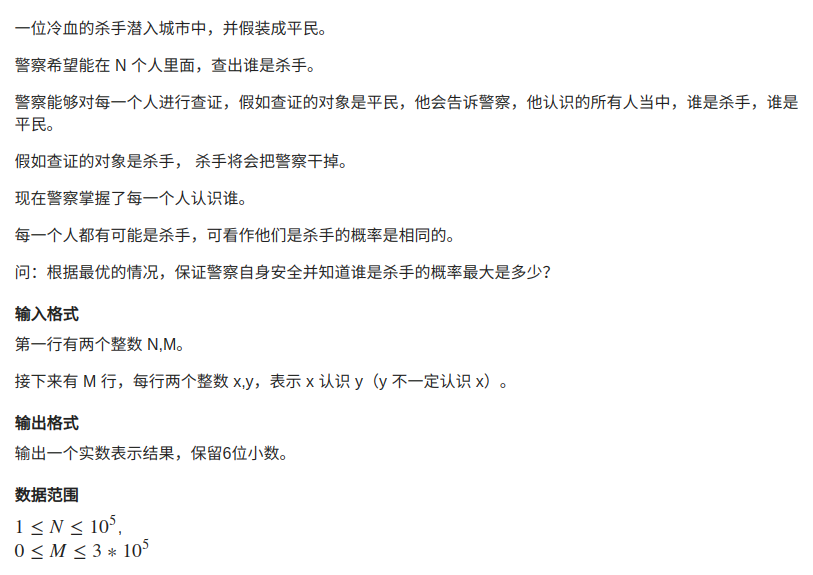 一位冷血的杀手潜入城市中，并假装成平民。
警察希望能在 N 个人里面，查出谁是杀手。
警察能够对每一个人进行查证，假如查证的对象是平民，他会告诉警察，他认识的所有人当中，谁是杀手，谁是
平民。
假如查证的对象是杀手， 杀手将会把警察干掉。
现在警察掌握了每一个人认识谁。
每一个人都有可能是杀手，可看作他们是杀手的概率是相同的。
问：根据最优的情况，保证警察自身安全并知道谁是杀手的概率最大是多少？
输入格式
第一行有两个整数 N,M。
接下来有 M 行，每行两个整数 x,y，表示 x 认识 y（y 不一定认识 x）。
输出格式
输出一个实数表示结果，保留6位小数。
数据范围
1 ≤ N ≤ 10⁵,
0 ≤ M ≤ 3 ∗ 10⁵